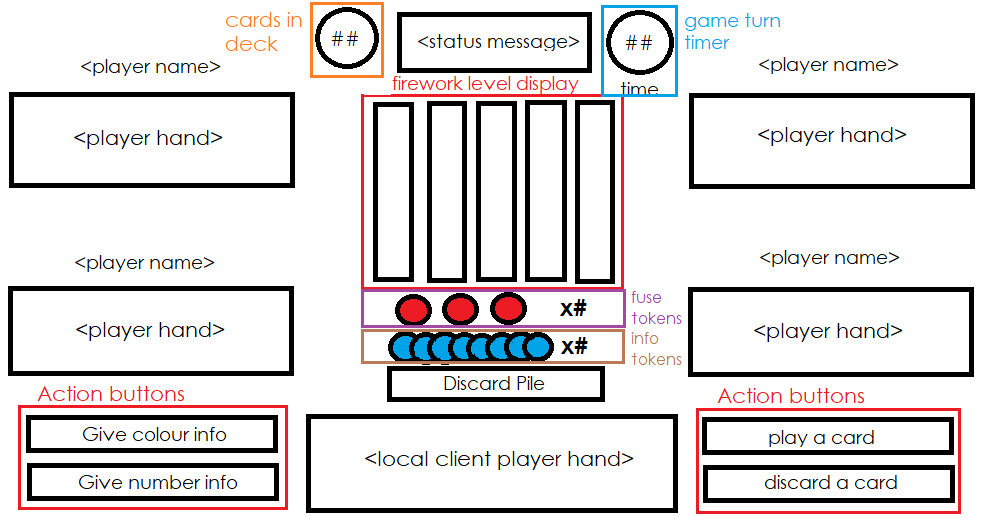 cards in
deck
##
<status message>
##
time
game turn
timer
<player name>
firework level display
<player name>
<player hand>
<player hand>
<player name>
<player name>
<player hand>
<player hand>
x#
fuse
tokens
x#
info
tokens
Discard Pile
Action buttons
Give colour info
Give number info
<local client player hand>
Action buttons
play a card
discard a card